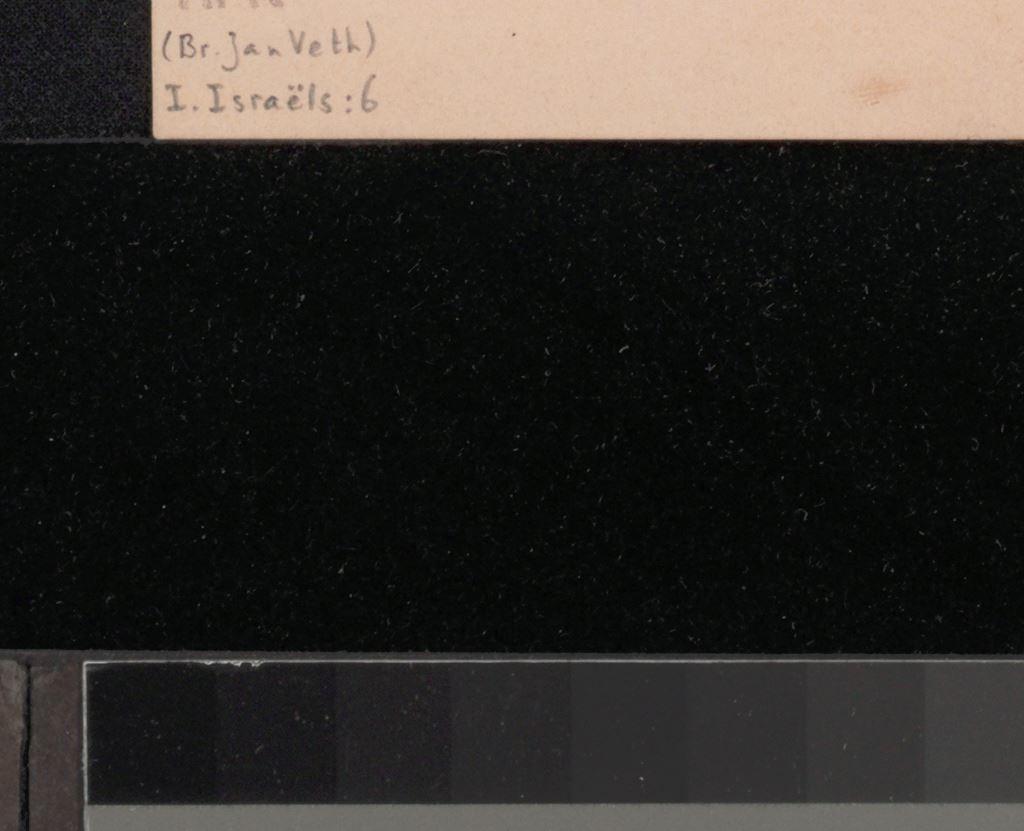 (Br. Jan Veth)
I. Israëls : 6